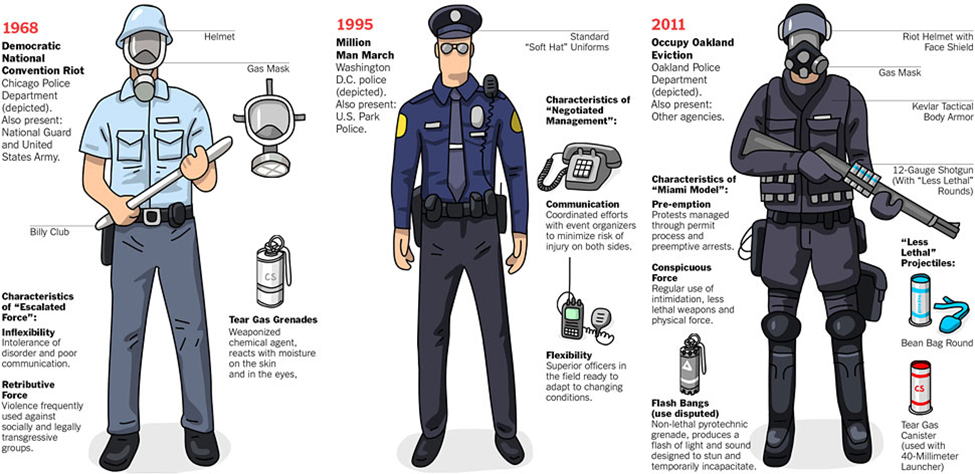 1968
Democratic
National
Convention Riot
Chicago Police
Department
(depicted).
Also present:
National Guard
and United
States Army.
Helmet
Gas Mask
Billy Club
Characteristics
of “Escalated
Force”:
Inflexibility
Intolerance of
disorder and poor
communication.
Retributive
Force
Violence frequently
used against
socially and legally
transgressive
groups.
CS
Tear Gas Grenades
Weaponized
chemical agent,
reacts with moisture
on the skin
and in the eyes,
1995
Million
Man March
Washington
D.C. police
(depicted).
Also present:
U.S. Park
Police.
Standard
“Soft Hat” Uniforms
Characteristics of
“Negotiated
Management”:
Communication
Coordinated efforts
with event organizers
to minimize risk of
injury on both sides.
Flexibility
Superior officers in
the field ready to
adapt to changing
conditions.
2011
Occupy Oakland
Eviction
Oakland Police
Department
(depicted).
Also present:
Other agencies.
Riot Helmet with
Face Shield
Gas Mask
Kevlar Tactical
Body Armor
12-Gauge Shotgun
(With “Less Lethal”
Rounds)
Characteristics of
“Miami Model”:
Pre-emption
Protests managed
through permit
process and
preemptive arrests.
Conspicuous
Force
Regular use of
intimidation, less
lethal weapons and
physical force.
Flash Bangs
(use disputed)
Non-lethal pyrotechnic
grenade, produces a
flash of light and sound
designed to stun and
temporarily incapacitate.
“Less
Lethal”
Projectiles:
Bean Bag Round
CS
Tear Gas
Canister
(used with
40-Millimeter
Launcher)